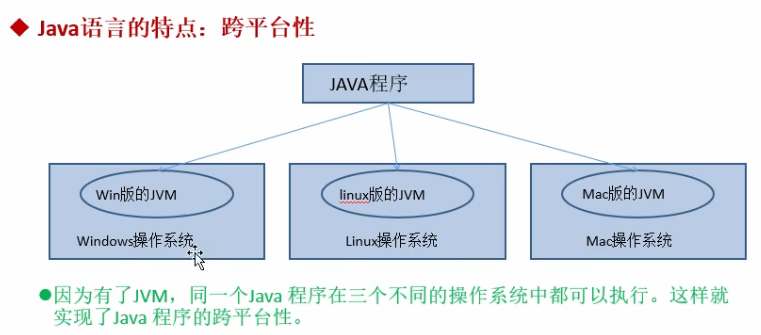 ◆ Java语言的特点：跨平台性
JAVA程序
Win版的JVM
linux版的JVM
Mac版的JVM
Windows操作系统
Linux操作系统
Mac操作系统
●因为有了JVM，同一个Java 程序在三个不同的操作系统中都可以执行。这样就
实现了Java 程序的跨平台性。